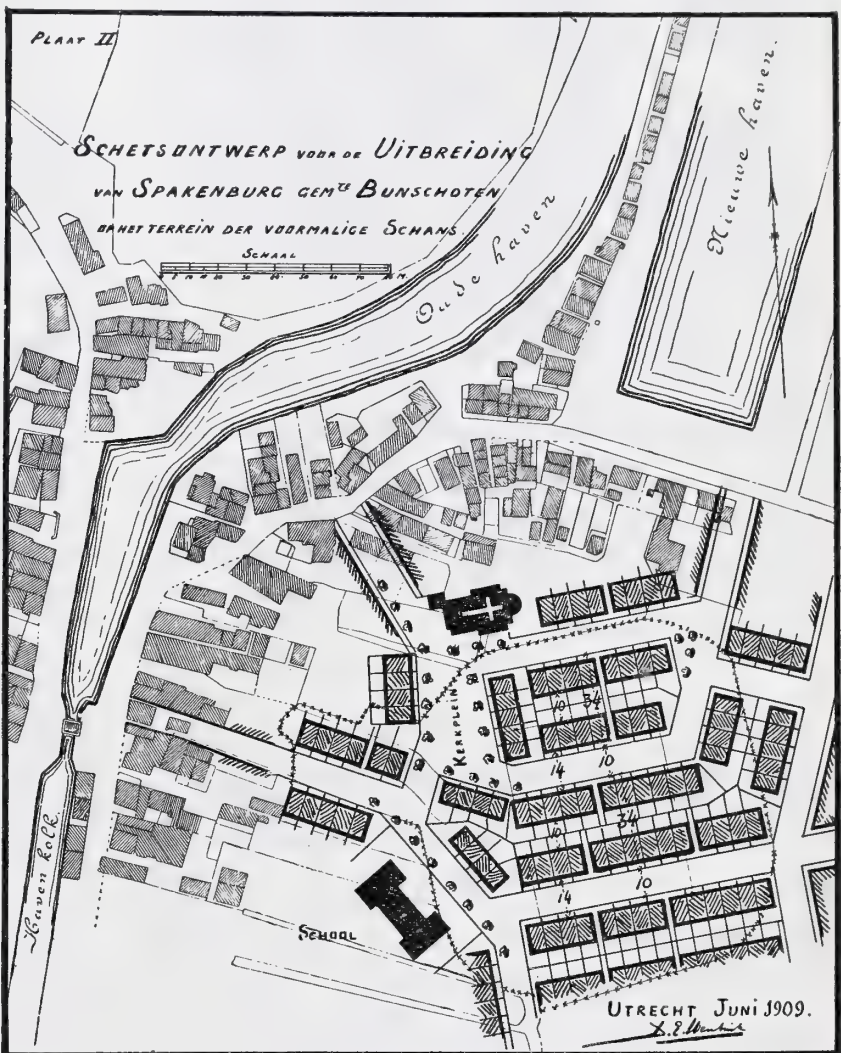 PLAAT II
SCHETSONTWERP VOOR DE UITBREIDING
VAN SPAKENBURG GEMTE BUNSCHOTEN
OP HET TERREIN DER VOORMALIGE SCHANS.
SCHAAL
Oude haven
Nieuwe haven.
KERKPLEIN
10
34
14
10
10
34
14
10
Haven kolk.
SCHOOL
UTRECHT JUNI 1909.